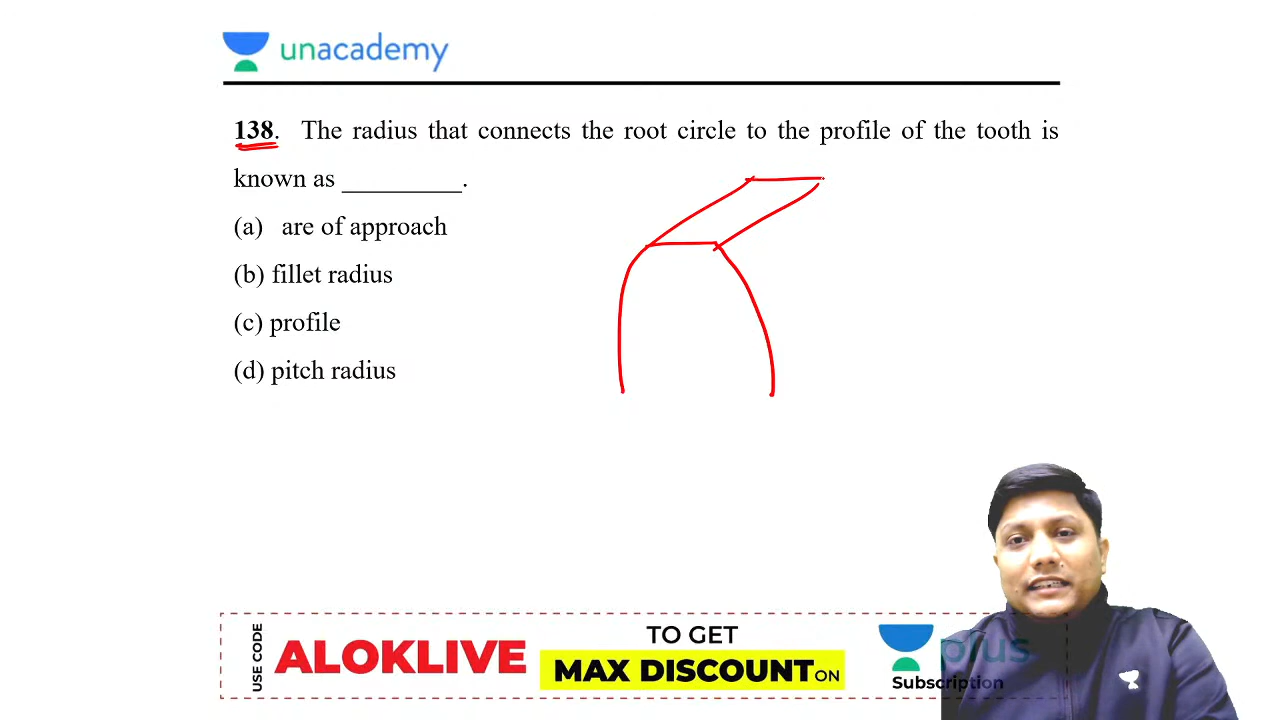 unacademy
138. The radius that connects the root circle to the profile of the tooth is
known as _________.
(a) are of approach
(b) fillet radius
(c) profile
(d) pitch radius
USE CODE
ALOKLIVE
TO GET
MAX DISCOUNT ON
plus
Subscription